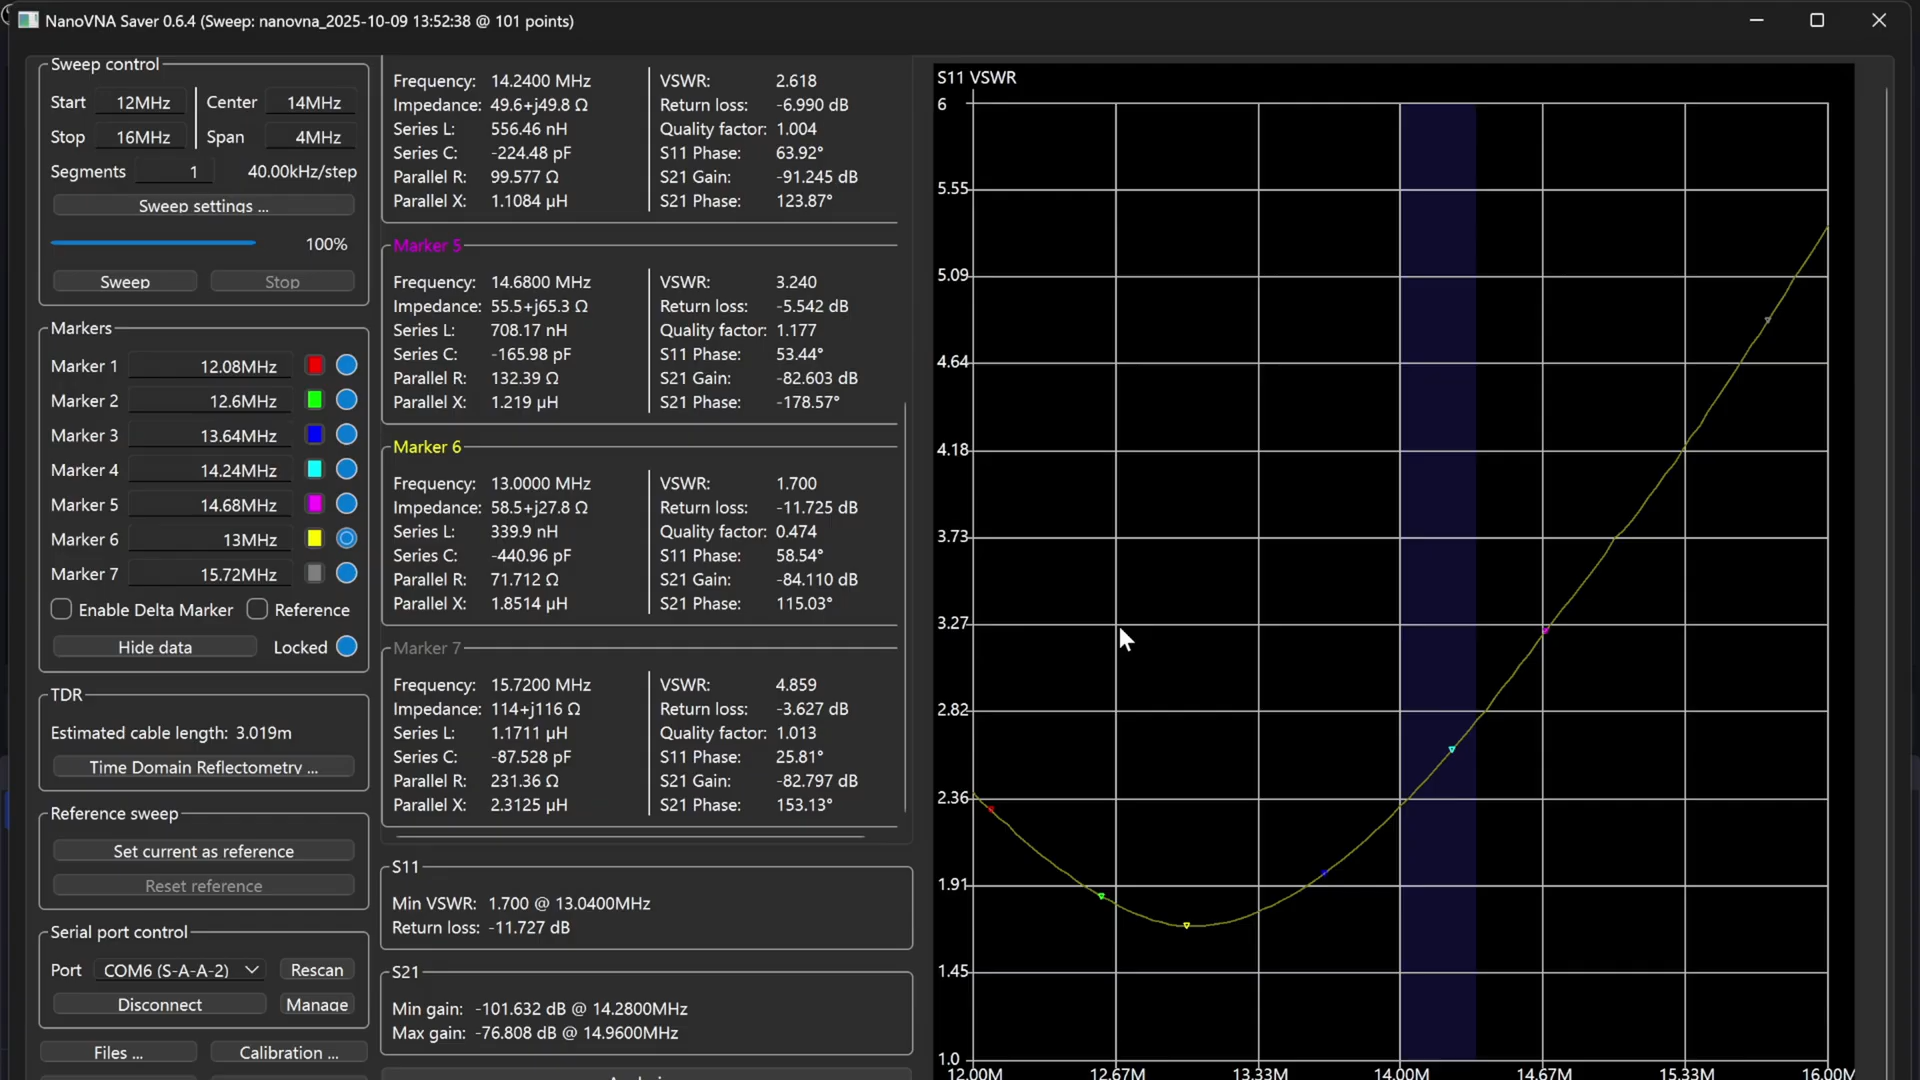 NanoVNA Saver 0.6.4 (Sweep: nanovna_2025-10-09 13:52:38 @ 101 points)
Sweep control
Start 12MHz Center 14MHz
Stop 16MHz Span 4MHz
Segments 1 40.00kHz/step
Sweep settings ...
100%
Sweep Stop
Markers
Marker 1 12.08MHz
Marker 2 12.6MHz
Marker 3 13.64MHz
Marker 4 14.24MHz
Marker 5 14.68MHz
Marker 6 13MHz
Marker 7 15.72MHz
Enable Delta Marker Reference
Hide data Locked
TDR
Estimated cable length: 3.019m
Time Domain Reflectometry ...
Reference sweep
Set current as reference
Reset reference
Serial port control
Port COM6 (S-A-A-2) Rescan
Disconnect Manage
Files ... Calibration ...
Frequency: 14.2400 MHz VSWR: 2.618
Impedance: 49.6+j49.8 Ω Return loss: -6.990 dB
Series L: 556.46 nH Quality factor: 1.004
Series C: -224.48 pF S11 Phase: 63.92°
Parallel R: 99.577 Ω S21 Gain: -91.245 dB
Parallel X: 1.1084 µH S21 Phase: 123.87°
Marker 5
Frequency: 14.6800 MHz VSWR: 3.240
Impedance: 55.5+j65.3 Ω Return loss: -5.542 dB
Series L: 708.17 nH Quality factor: 1.177
Series C: -165.98 pF S11 Phase: 53.44°
Parallel R: 132.39 Ω S21 Gain: -82.603 dB
Parallel X: 1.219 µH S21 Phase: -178.57°
Marker 6
Frequency: 13.0000 MHz VSWR: 1.700
Impedance: 58.5+j27.8 Ω Return loss: -11.725 dB
Series L: 339.9 nH Quality factor: 0.474
Series C: -440.96 pF S11 Phase: 58.54°
Parallel R: 71.712 Ω S21 Gain: -84.110 dB
Parallel X: 1.8514 µH S21 Phase: 115.03°
Marker 7
Frequency: 15.7200 MHz VSWR: 4.859
Impedance: 114+j116 Ω Return loss: -3.627 dB
Series L: 1.1711 µH Quality factor: 1.013
Series C: -87.528 pF S11 Phase: 25.81°
Parallel R: 231.36 Ω S21 Gain: -82.797 dB
Parallel X: 2.3125 µH S21 Phase: 153.13°
S11
Min VSWR: 1.700 @ 13.0400MHz
Return loss: -11.727 dB
S21
Min gain: -101.632 dB @ 14.2800MHz
Max gain: -76.808 dB @ 14.9600MHz
S11 VSWR
6
5.55
5.09
4.64
4.18
3.73
3.27
2.82
2.36
1.91
1.45
1.0
12.00M 12.67M 13.33M 14.00M 14.67M 15.33M 16.00M